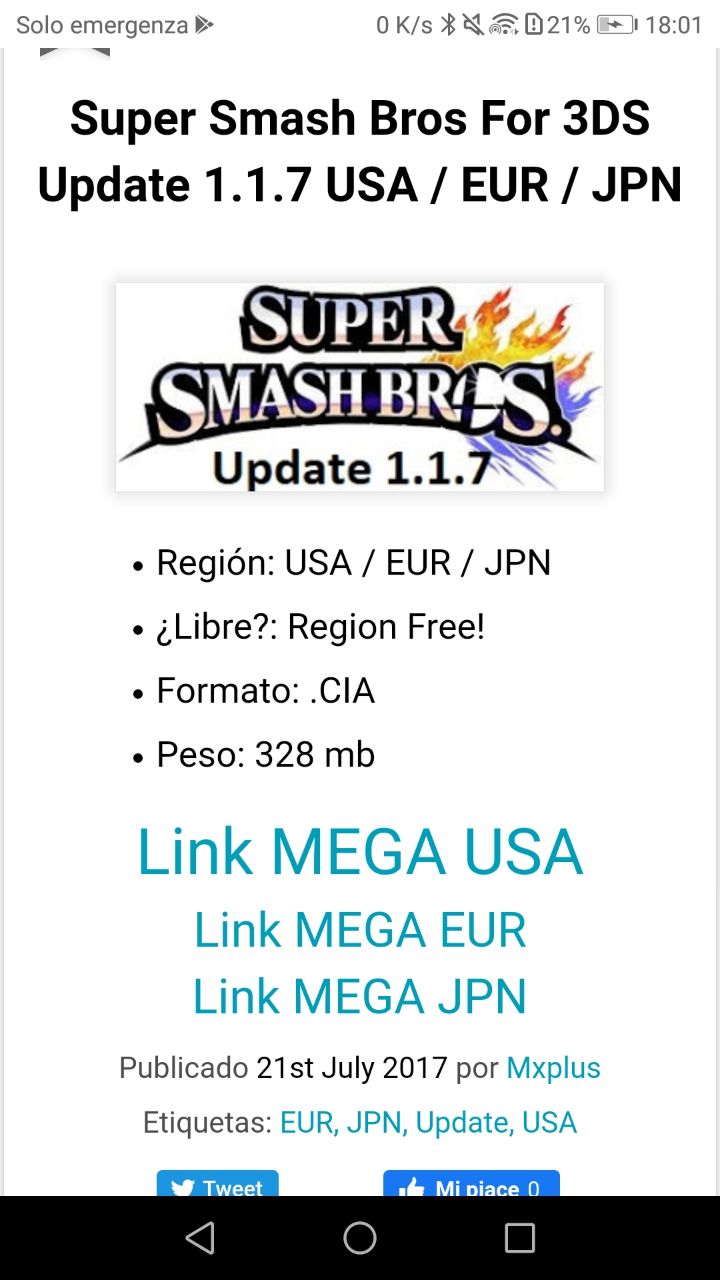 Solo emergenza 0 K/s 21% 18:01
Super Smash Bros For 3DS
Update 1.1.7 USA / EUR / JPN
SUPER
SMASH BROS.
Update 1.1.7
• Región: USA / EUR / JPN
• ¿Libre?: Region Free!
• Formato: .CIA
• Peso: 328 mb
Link MEGA USA
Link MEGA EUR
Link MEGA JPN
Publicado 21st July 2017 por Mxplus
Etiquetas: EUR, JPN, Update, USA
Tweet Mi piace 0